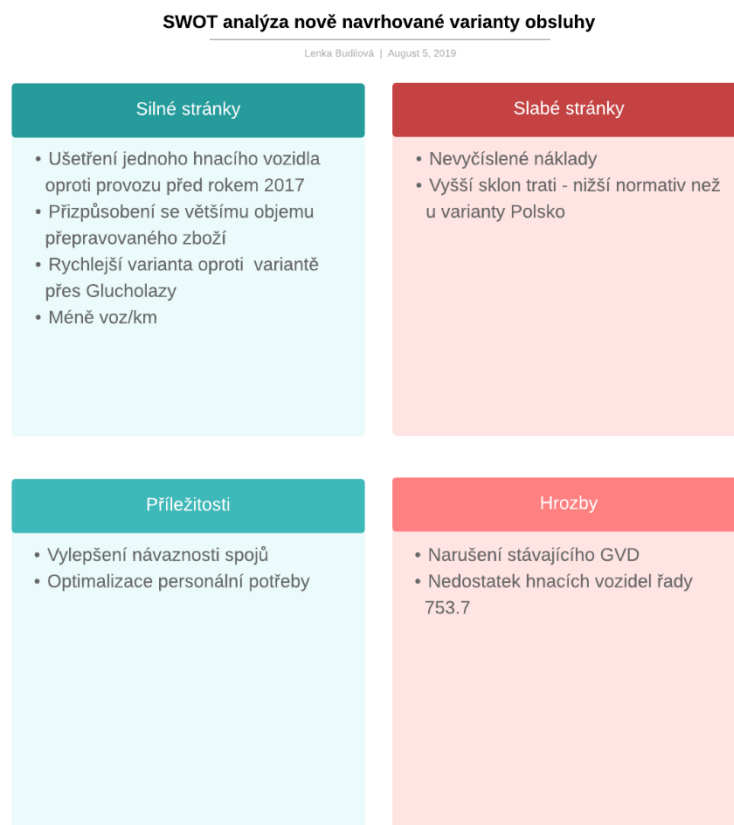 SWOT analýza nově navrhované varianty obsluhy
Lenka Budilová | August 5, 2019
Silné stránky
• Ušetření jednoho hnacího vozidla
oproti provozu před rokem 2017
• Přizpůsobení se většímu objemu
přepravovaného zboží
• Rychlejší varianta oproti variantě
přes Glucholazy
• Méně voz/km
Slabé stránky
• Nevyčíslené náklady
• Vyšší sklon trati - nižší normativ než
u varianty Polsko
Příležitosti
• Vylepšení návaznosti spojů
• Optimalizace personální potřeby
Hrozby
• Narušení stávajícího GVD
• Nedostatek hnacích vozidel řady
753.7